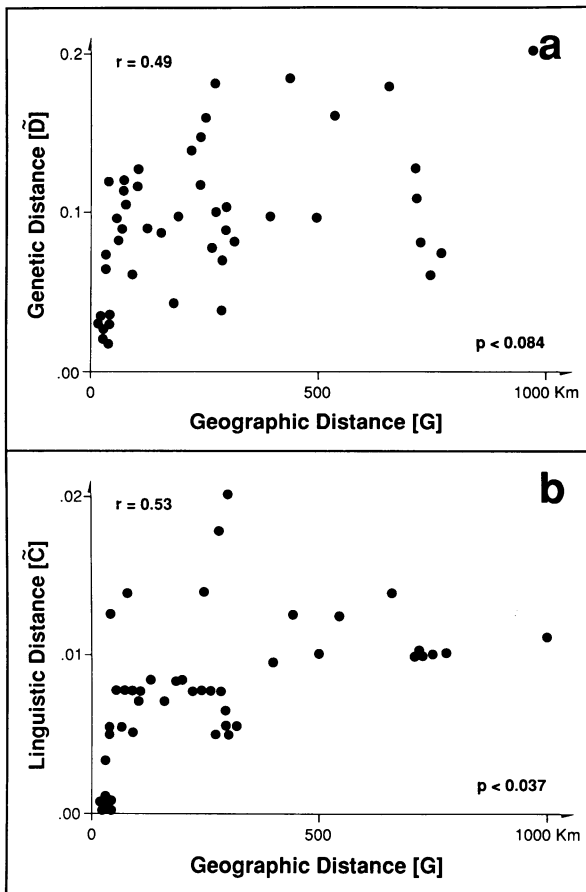 a
0.2
r = 0.49
Genetic Distance [D̃]
0.1
p < 0.084
.00
0
500
1000 Km
Geographic Distance [G]
b
.02
r = 0.53
Linguistic Distance [C̃]
.01
p < 0.037
.00
0
500
1000 Km
Geographic Distance [G]